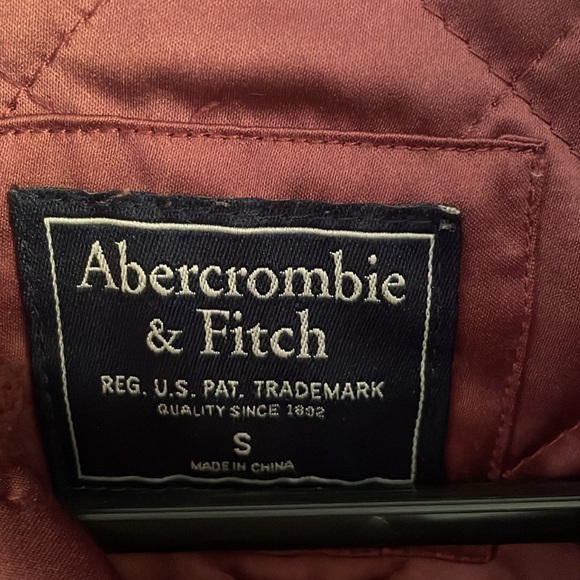 Abercrombie
& Fitch
REG. U.S. PAT. TRADEMARK
QUALITY SINCE 1892
S
MADE IN CHINA